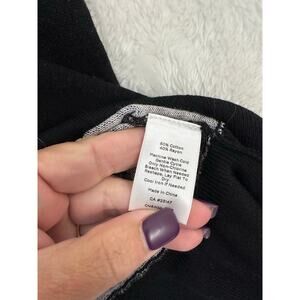 60% Cotton
40% Rayon
Machine Wash Cold
Gentle Cycle
Only Non-Chlorine
Bleach When Needed
Reshape, Lay Flat To
Dry
Cool Iron If Needed
Made In China
CA #35147